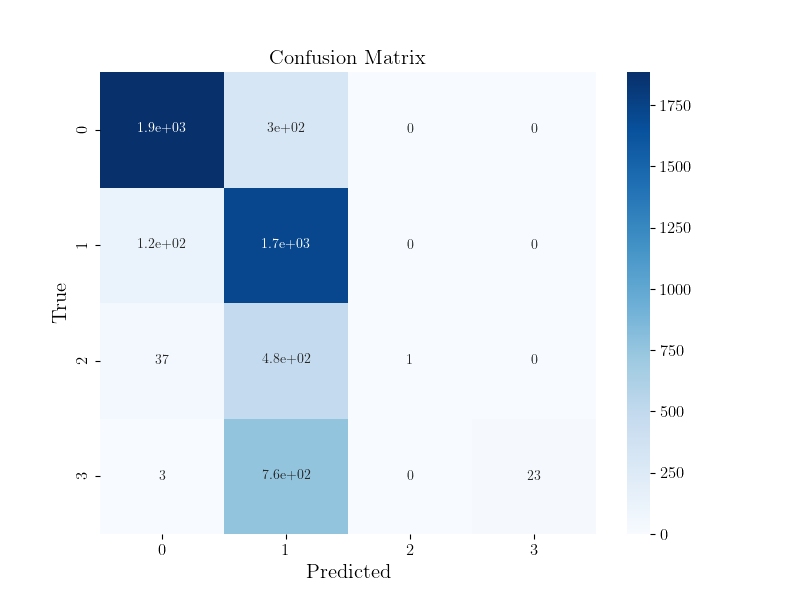 Confusion Matrix
0 1.9e+03 3e+02 0 0
1 1.2e+02 1.7e+03 0 0
2 37 4.8e+02 1 0
3 3 7.6e+02 0 23
0 1 2 3
Predicted
True
1750
1500
1250
1000
750
500
250
0